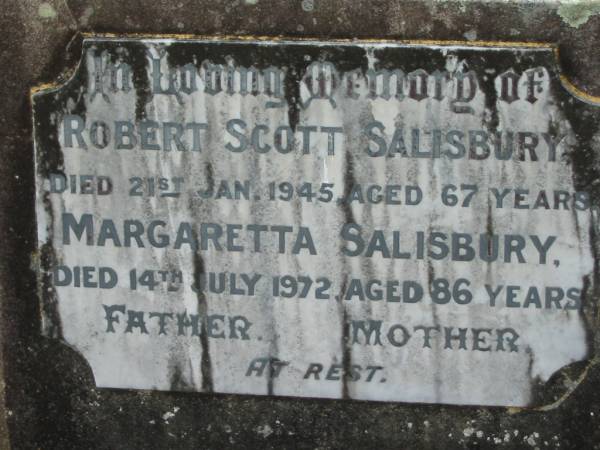 In Loving Memory of
ROBERT SCOTT SALISBURY,
DIED 21ST JAN. 1945, AGED 67 YEARS.
MARGARETTA SALISBURY,
DIED 14TH JULY 1972, AGED 86 YEARS
FATHER. MOTHER.
AT REST.